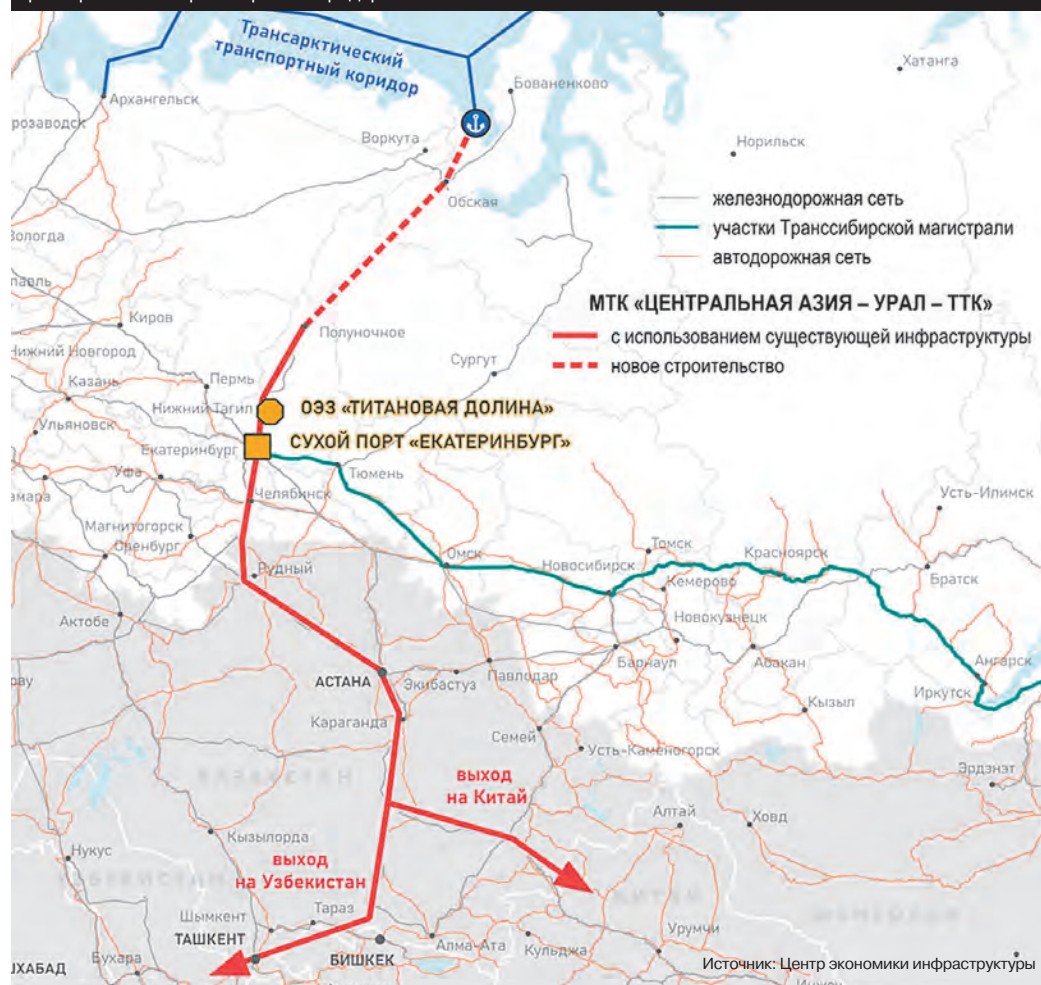 Трансарктический
транспортный коридор
Хатанга
Бованенково
Архангельск
розаводск
Воркута
Норильск
Обская
железнодорожная сеть
участки Транссибирской магистрали
автодорожная сеть
Вологда
МТК «ЦЕНТРАЛЬНАЯ АЗИЯ – УРАЛ – ТТК»
с использованием существующей инфраструктуры
новое строительство
Киров
Полуночное
Нижний Новгород
Сургут
Пермь
Казань
Нижний Тагил
ОЭЗ «ТИТАНОВАЯ ДОЛИНА»
Ульяновск
Екатеринбург
СУХОЙ ПОРТ «ЕКАТЕРИНБУРГ»
Уфа
Тюмень
амара
Челябинск
Усть-Илимск
Магнитогорск
Оренбург
Омск
Новосибирск
Томск
Красноярск
Рудный
Кемерово
Братск
Актобе
Новокузнецк
Барнаул
Абакан
Ангарск
АСТАНА
Экибастуз
Павлодар
Иркутск
Караганда
Кызыл
Семей
Усть-Каменогорск
КАЗАХСТАН
выход
на Китай
Эрдэнэт
Алтай
Ховд
Кызылорда
Нукус
выход
на Узбекистан
УЗБЕКИСТАН
КИТАЙ
МОНГОЛИЯ
Шымкент
Тараз
ТАШКЕНТ
БИШКЕК
Алма-Ата
Кульджа
Урумчи
ХАБАД
Бухара
Источник: Центр экономики инфраструктуры